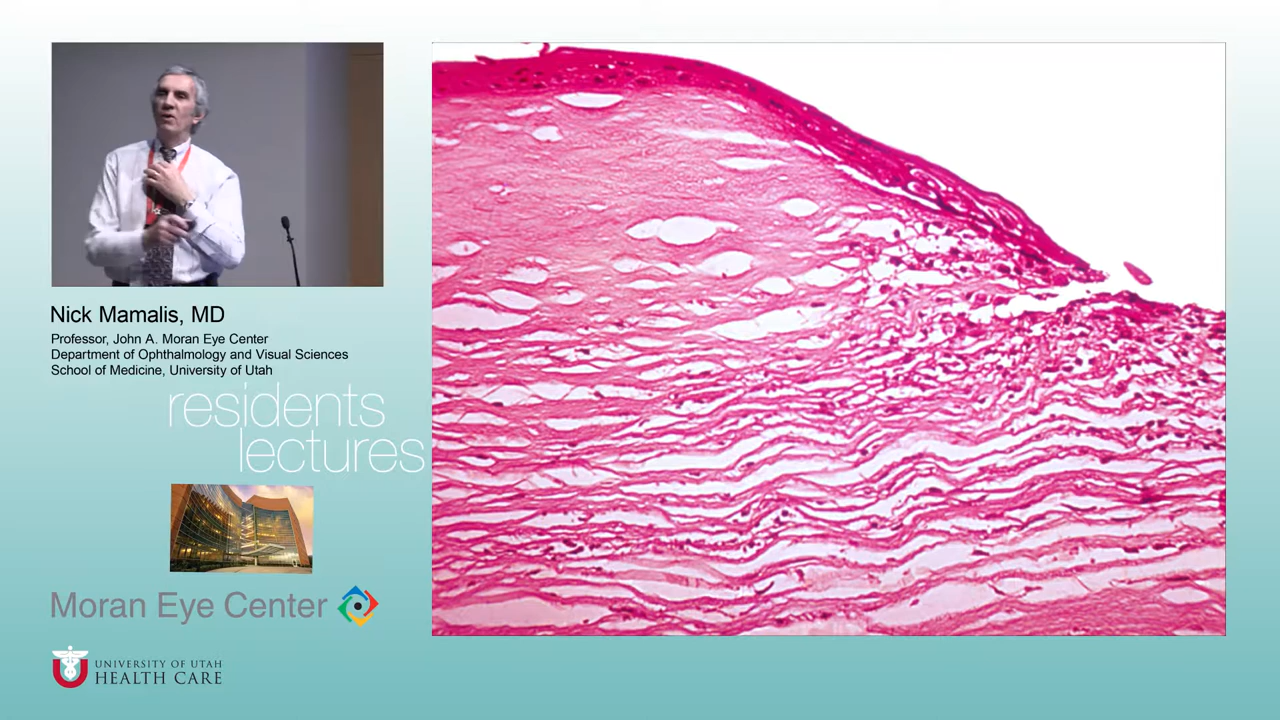 Nick Mamalis, MD
Professor, John A. Moran Eye Center
Department of Ophthalmology and Visual Sciences
School of Medicine, University of Utah
residents
lectures
Moran Eye Center
U
UNIVERSITY OF UTAH
HEALTH CARE